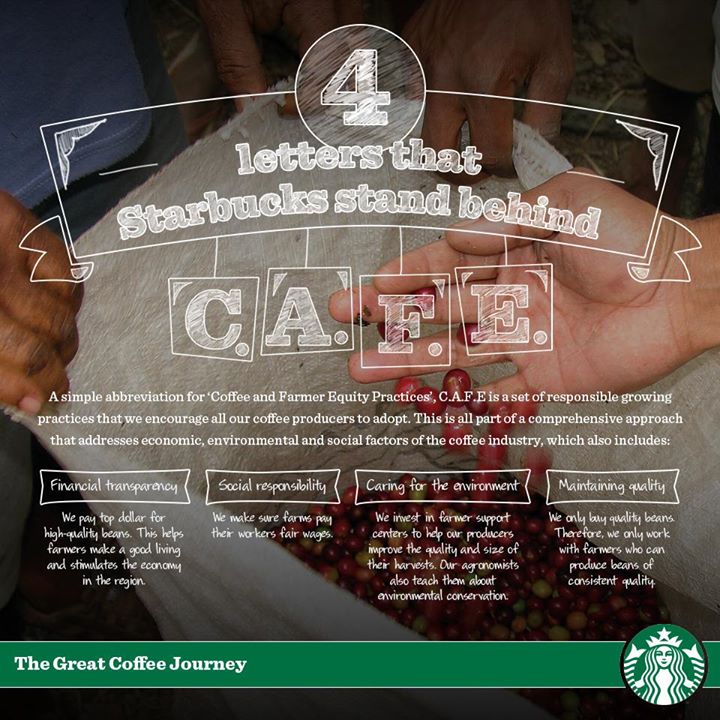 4
letters that
Starbucks stand behind
C.A.F.E.
A simple abbreviation for 'Coffee and Farmer Equity Practices', C.A.F.E is a set of responsible growing
practices that we encourage all our coffee producers to adopt. This is all part of a comprehensive approach
that addresses economic, environmental and social factors of the coffee industry, which also includes:
Financial transparency
We pay top dollar for
high-quality beans. This helps
farmers make a good living
and stimulates the economy
in the region.
Social responsibility
We make sure farms pay
their workers fair wages.
Caring for the environment
We invest in farmer support
centers to help our producers
improve the quality and size of
their harvests. Our agronomists
also teach them about
environmental conservation.
Maintaining quality
We only buy quality beans.
Therefore, we only work
with farmers who can
produce beans of
consistent quality.
The Great Coffee Journey